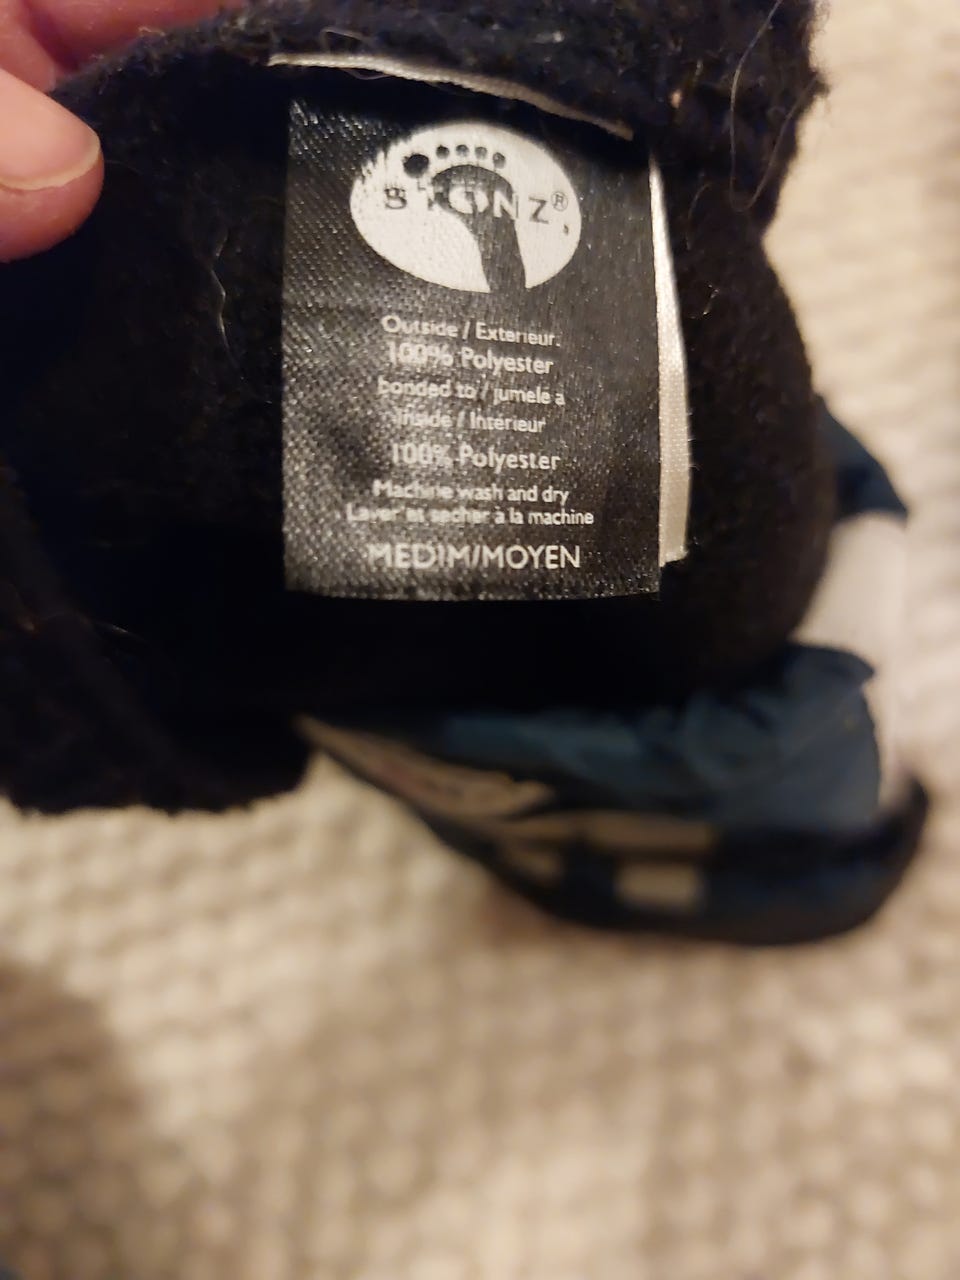 STONZ®
Outside / Exterieur:
100% Polyester
bonded to / jumele a
Inside / Interieur
100% Polyester
Machine wash and dry
Laver et secher à la machine
MEDIM/MOYEN